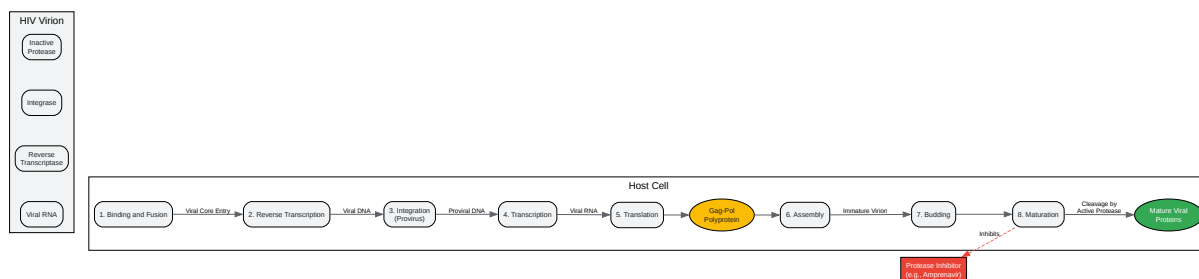 HIV Virion
Inactive
Protease
Integrase
Reverse
Transcriptase
Viral RNA
Host Cell
1. Binding and Fusion
Viral Core Entry
2. Reverse Transcription
Viral DNA
3. Integration
(Provirus)
Proviral DNA
4. Transcription
Viral RNA
5. Translation
Gag-Pol
Polyprotein
6. Assembly
Immature Virion
7. Budding
8. Maturation
Cleavage by
Active Protease
Mature Viral
Proteins
Inhibits
Protease Inhibitor
(e.g., Amprenavir)